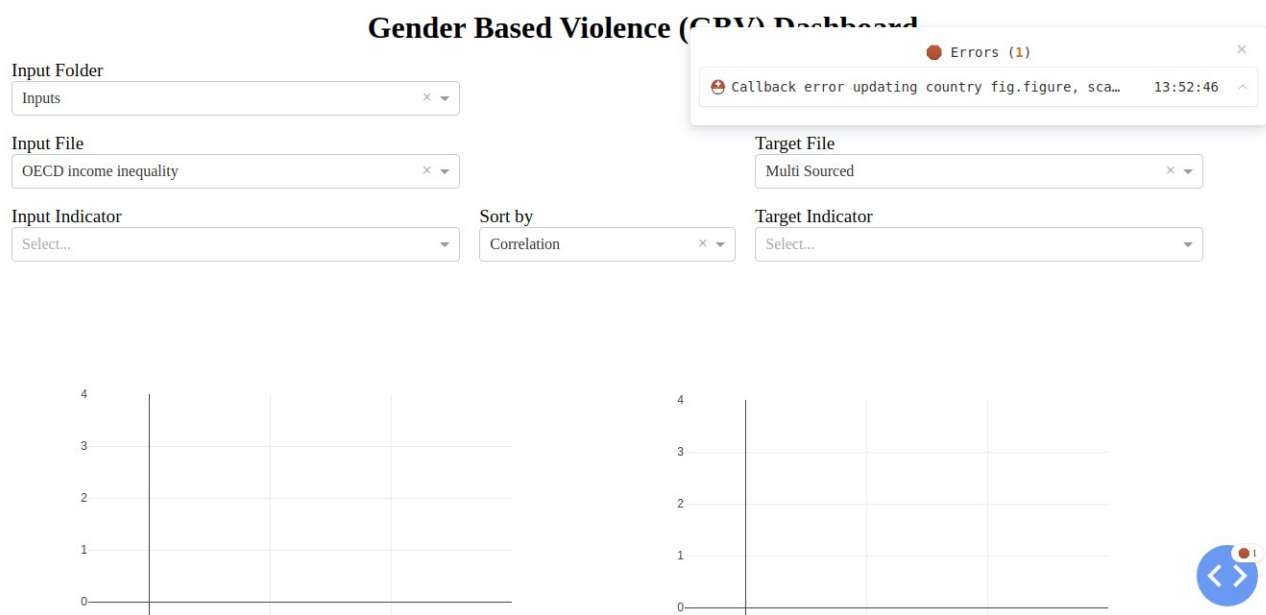 Gender Based Violence (GBV) Dashboard
Errors (1)
Callback error updating country fig.figure, sca…
13:52:46
Input Folder
Inputs
Input File
OECD income inequality
Target File
Multi Sourced
Input Indicator
Select...
Sort by
Correlation
Target Indicator
Select...
4
3
2
1
0
4
3
2
1
0
1